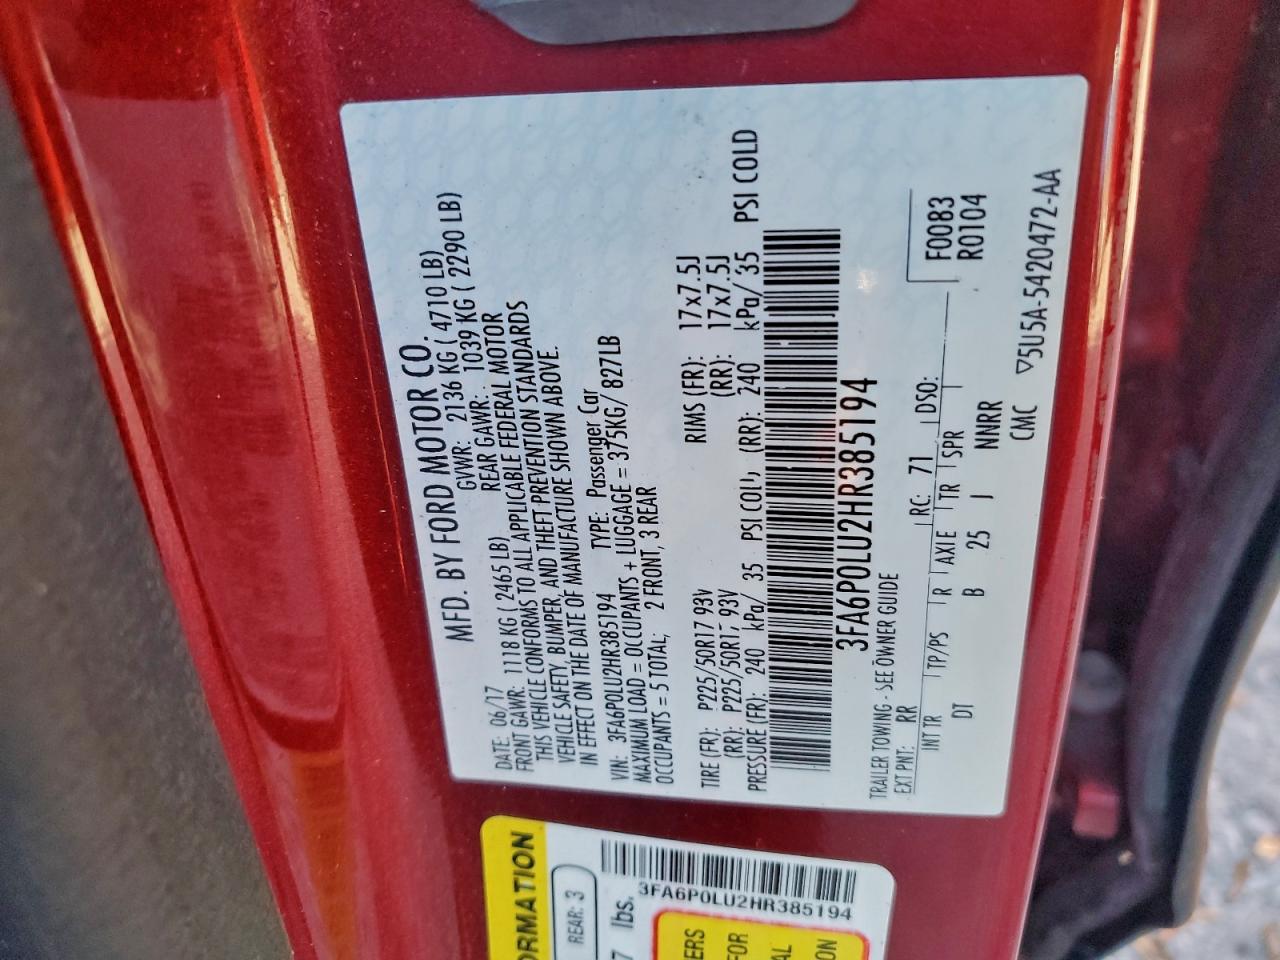 MFD. BY FORD MOTOR CO.
DATE: 06/17 GVWR: 2136 KG ( 4710 LB)
FRONT GAWR: 1118 KG ( 2465 LB) REAR GAWR: 1039 KG ( 2290 LB)
THIS VEHICLE CONFORMS TO ALL APPLICABLE FEDERAL MOTOR
VEHICLE SAFETY, BUMPER, AND THEFT PREVENTION STANDARDS
IN EFFECT ON THE DATE OF MANUFACTURE SHOWN ABOVE.
VIN: 3FA6P0LU2HR385194 TYPE: Passenger Car
MAXIMUM LOAD = OCCUPANTS + LUGGAGE = 375KG/ 827LB
OCCUPANTS = 5 TOTAL; 2 FRONT, 3 REAR
TIRE (FR): P225/50R17 93V RIMS (FR): 17x7.5J
(RR): P225/50R17 93V (RR): 17x7.5J
PRESSURE (FR): 240 kPa/ 35 PSI COLD (RR): 240 kPa/ 35 PSI COLD
3FA6P0LU2HR385194
TRAILER TOWING - SEE OWNER GUIDE
EXT PNT: RR RC: 71 DSO: F0083
R0104
INT TR TP/PS R AXLE TR SPR
DT B 25 J NNRR
CMC ▽5U5A-5420472-AA
ORMATION
REAR: 3
7 lbs.
3FA6P0LU2HR385194
ERS
FOR
AL
ON